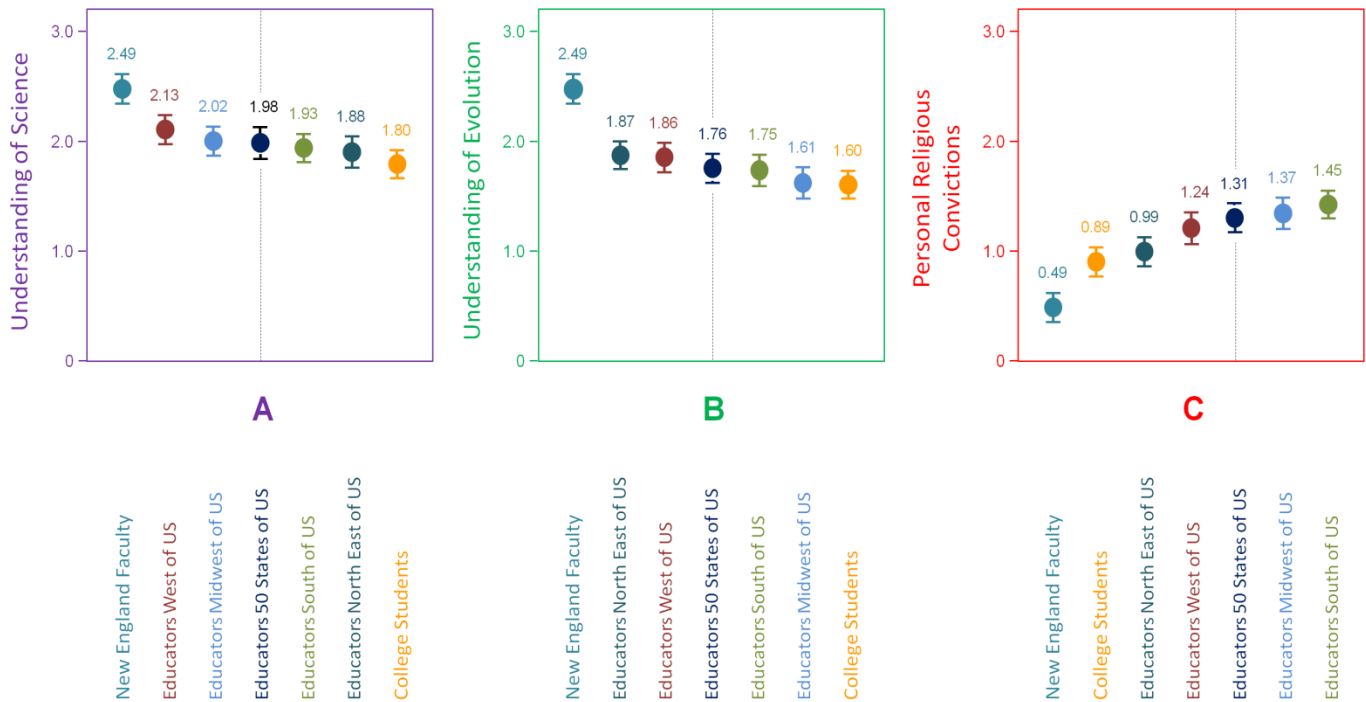 Understanding of Science
3.0
2.0
1.0
0
2.49
2.13
2.02
1.98
1.93
1.88
1.80
A
New England Faculty
Educators West of US
Educators Midwest of US
Educators 50 States of US
Educators South of US
Educators North East of US
College Students
Understanding of Evolution
3.0
2.0
1.0
0
2.49
1.87
1.86
1.76
1.75
1.61
1.60
B
New England Faculty
Educators North East of US
Educators West of US
Educators 50 States of US
Educators South of US
Educators Midwest of US
College Students
Personal Religious
Convictions
3.0
2.0
1.0
0
0.49
0.89
0.99
1.24
1.31
1.37
1.45
C
New England Faculty
College Students
Educators North East of US
Educators West of US
Educators 50 States of US
Educators Midwest of US
Educators South of US